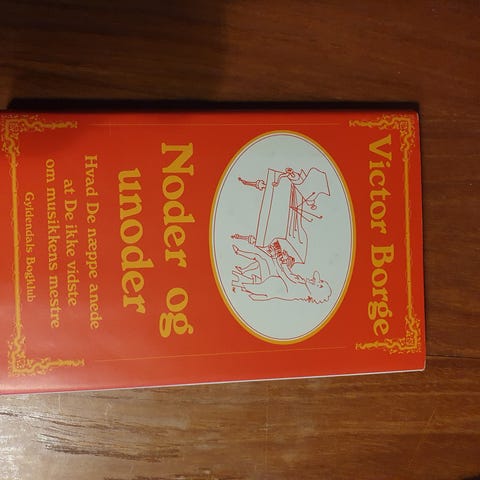 Victor Borge
Noder og
unoder
Hvad De næppe anede
at De ikke vidste
om musikkens mestre
Gyldendals Bogklub